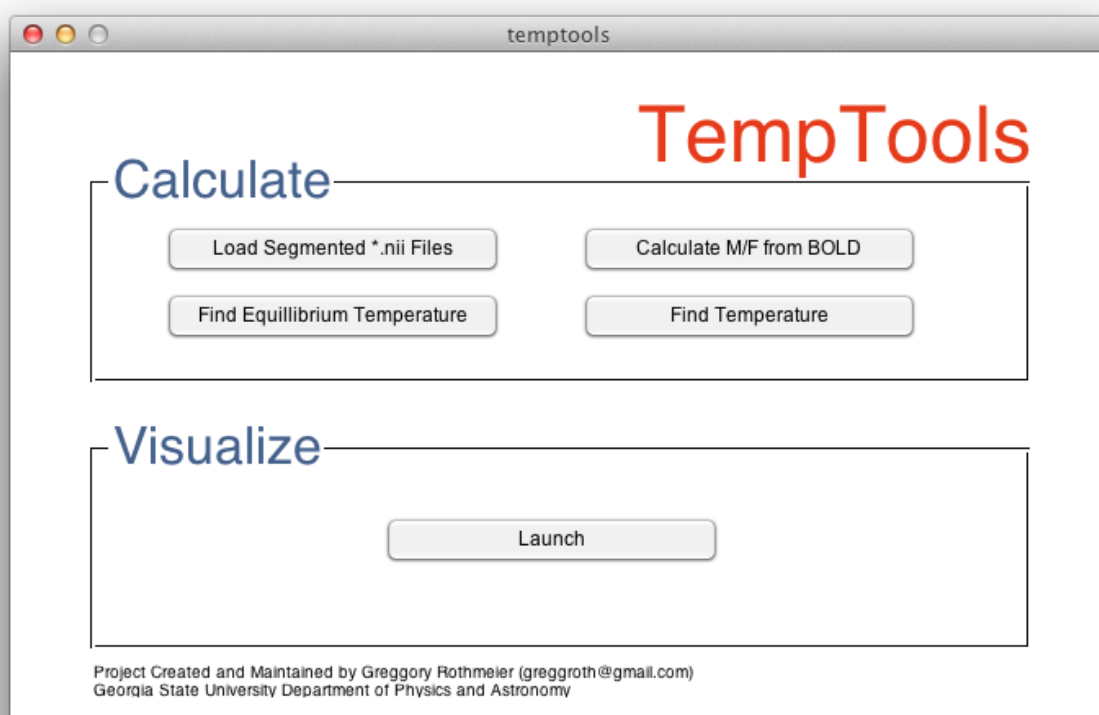 temptools
TempTools
Calculate
Load Segmented *.nii Files
Calculate M/F from BOLD
Find Equillibrium Temperature
Find Temperature
Visualize
Launch
Project Created and Maintained by Greggory Rothmeier (greggroth@gmail.com)
Georgia State University Department of Physics and Astronomy